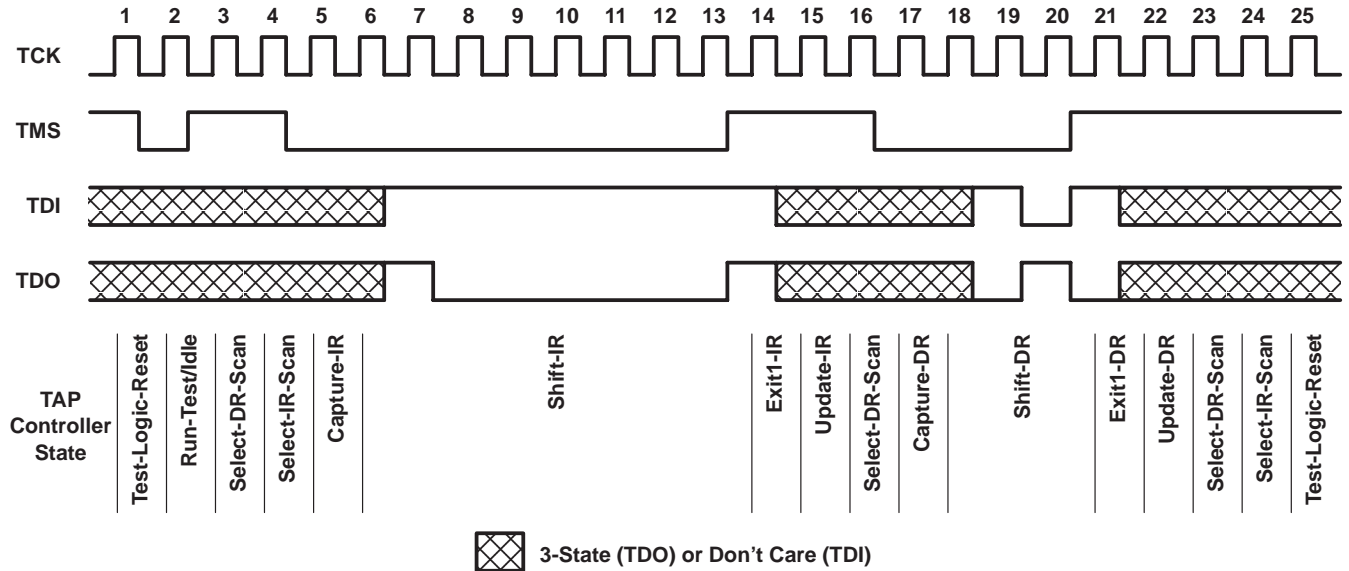 1 2 3 4 5 6 7 8 9 10 11 12 13 14 15 16 17 18 19 20 21 22 23 24 25
TCK
TMS
TDI
TDO
TAP
Controller
State
Test-Logic-Reset
Run-Test/Idle
Select-DR-Scan
Select-IR-Scan
Capture-IR
Shift-IR
Exit1-IR
Update-IR
Select-DR-Scan
Capture-DR
Shift-DR
Exit1-DR
Update-DR
Select-DR-Scan
Select-IR-Scan
Test-Logic-Reset
3-State (TDO) or Don't Care (TDI)